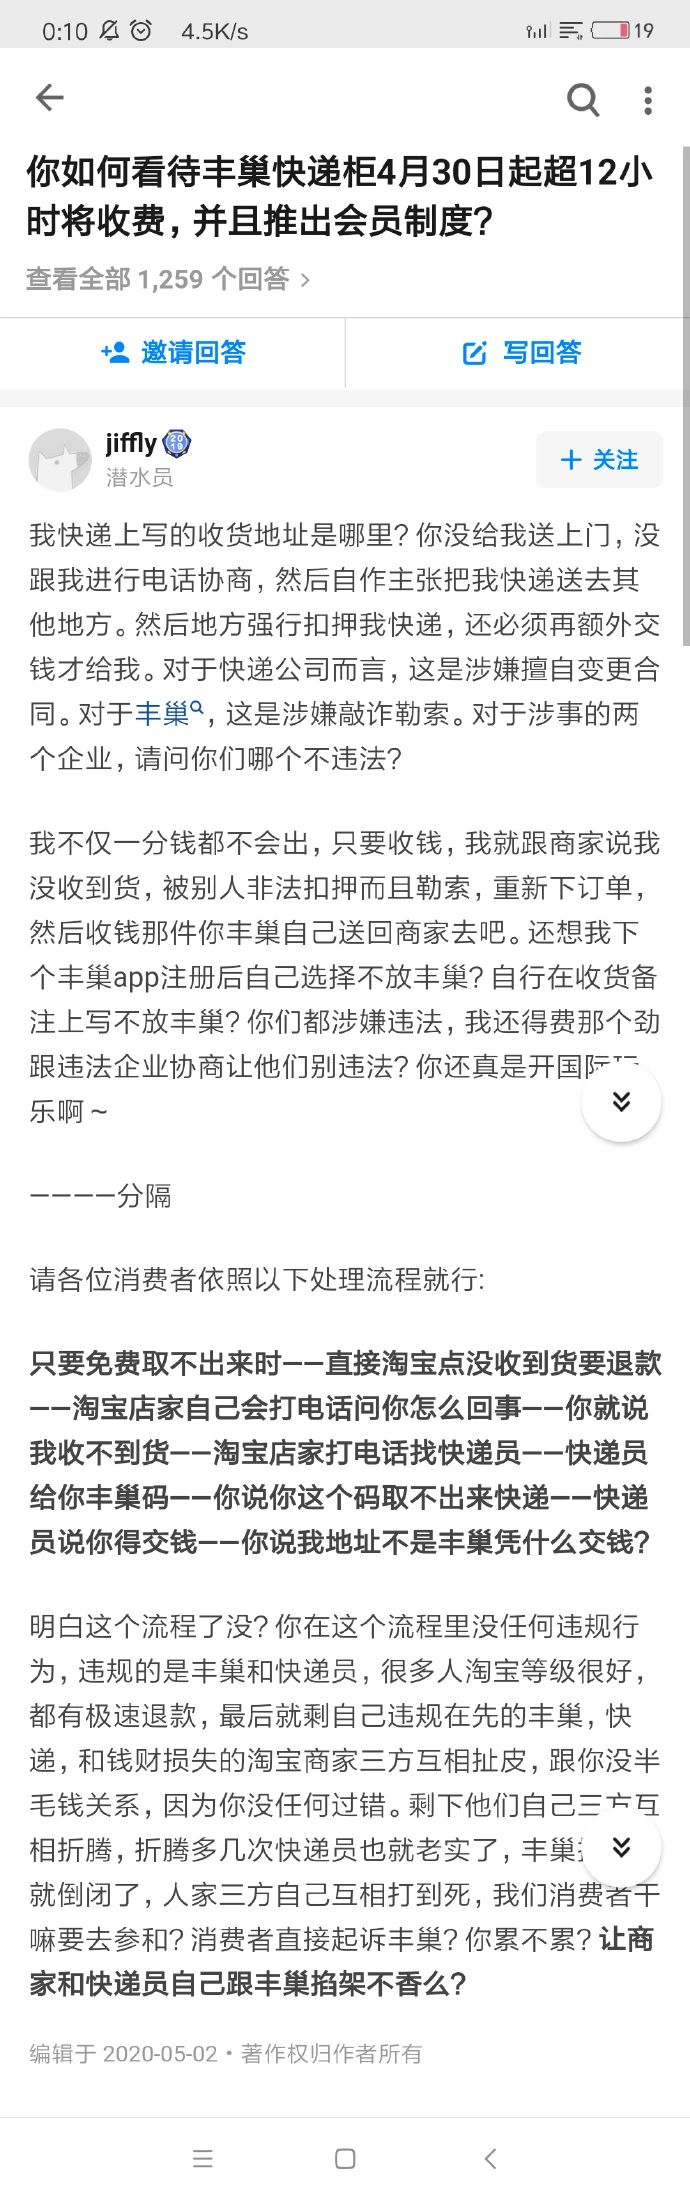 0:10 4.5K/s 19
你如何看待丰巢快递柜4月30日起超12小
时将收费，并且推出会员制度？
查看全部 1,259 个回答
邀请回答 写回答
jiffly
潜水员
关注
我快递上写的收货地址是哪里？你没给我送上门，没
跟我进行电话协商，然后自作主张把我快递送去其
他地方。然后地方强行扣押我快递，还必须再额外交
钱才给我。对于快递公司而言，这是涉嫌擅自变更合
同。对于丰巢，这是涉嫌敲诈勒索。对于涉事的两
个企业，请问你们哪个不违法？
我不仅一分钱都不会出，只要收钱，我就跟商家说我
没收到货，被别人非法扣押而且勒索，重新下订单，
然后收钱那件你丰巢自己送回商家去吧。还想我下
个丰巢app注册后自己选择不放丰巢？自行在收货备
注上写不放丰巢？你们都涉嫌违法，我还得费那个劲
跟违法企业协商让他们别违法？你还真是开国际玩
乐啊～
————分隔
请各位消费者依照以下处理流程就行：
只要免费取不出来时——直接淘宝点没收到货要退款
——淘宝店家自己会打电话问你怎么回事——你就说
我收不到货——淘宝店家打电话找快递员——快递员
给你丰巢码——你说你这个码取不出来快递——快递
员说你得交钱——你说我地址不是丰巢凭什么交钱？
明白这个流程了没？你在这个流程里没任何违规行
为，违规的是丰巢和快递员，很多人淘宝等级很好，
都有极速退款，最后就剩自己违规在先的丰巢，快
递，和钱财损失的淘宝商家三方互相扯皮，跟你没半
毛钱关系，因为你没任何过错。剩下他们自己三方互
相折腾，折腾多几次快递员也就老实了，丰巢
就倒闭了，人家三方自己互相打到死，我们消费者干
嘛要去参和？消费者直接起诉丰巢？你累不累？让商
家和快递员自己跟丰巢掐架不香么？
编辑于 2020-05-02・著作权归作者所有